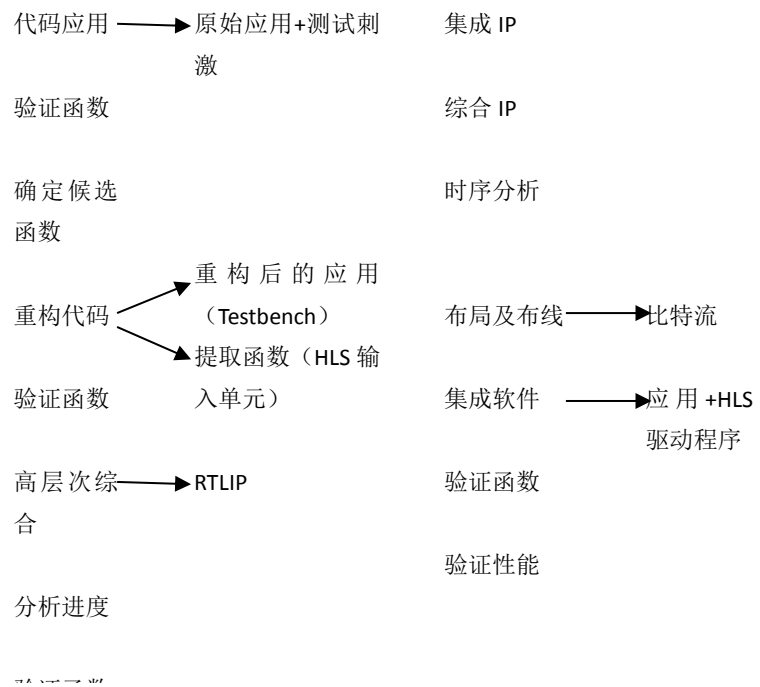 代码应用
原始应用+测试刺
激
验证函数
确定候选
函数
重构后的应用
重构代码
（Testbench）
提取函数（HLS 输
验证函数
入单元）
高层次综
RTLIP
合
分析进度
集成 IP
综合 IP
时序分析
布局及布线
比特流
集成软件
应用+HLS
驱动程序
验证函数
验证性能